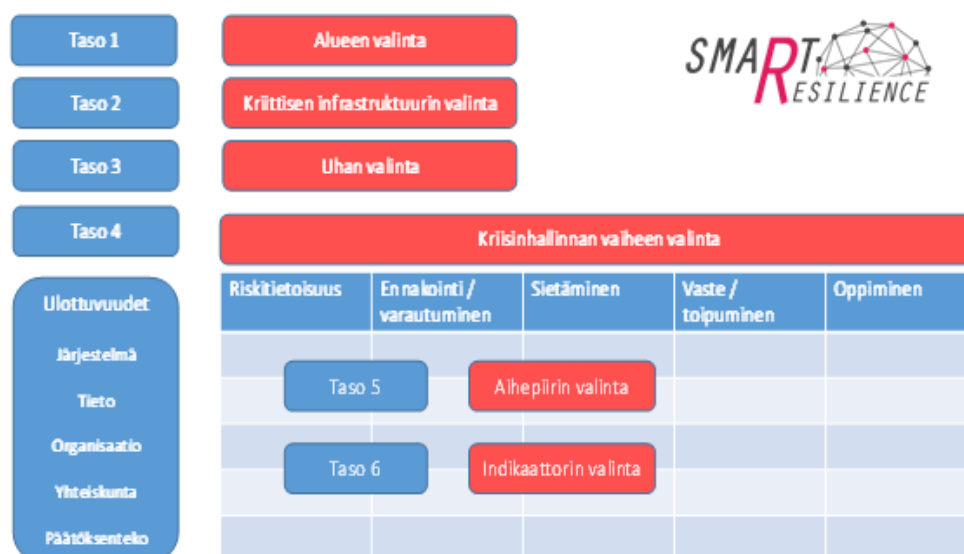 Taso 1
Alueen valinta
SMART
RESILIENCE
Taso 2
Kriittisen infrastruktuurin valinta
Taso 3
Uhan valinta
Taso 4
Kriisinhallinnan vaiheen valinta
Ulottuvuudet
Järjestelmä
Tieto
Organisaatio
Yhteiskunta
Päätöksenteko
Riskitietoisuus
Ennakointi /
varautuminen
Sietäminen
Vaste /
toipuminen
Oppiminen
Taso 5
Aihepiirin valinta
Taso 6
Indikaattorin valinta